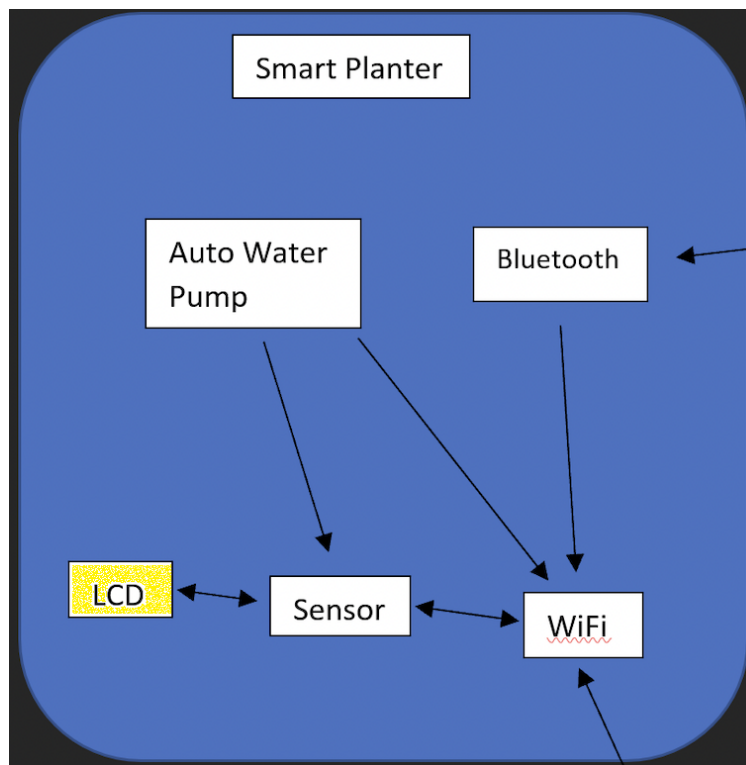 Smart Planter
Auto Water
Pump
Bluetooth
LCD
Sensor
WiFi